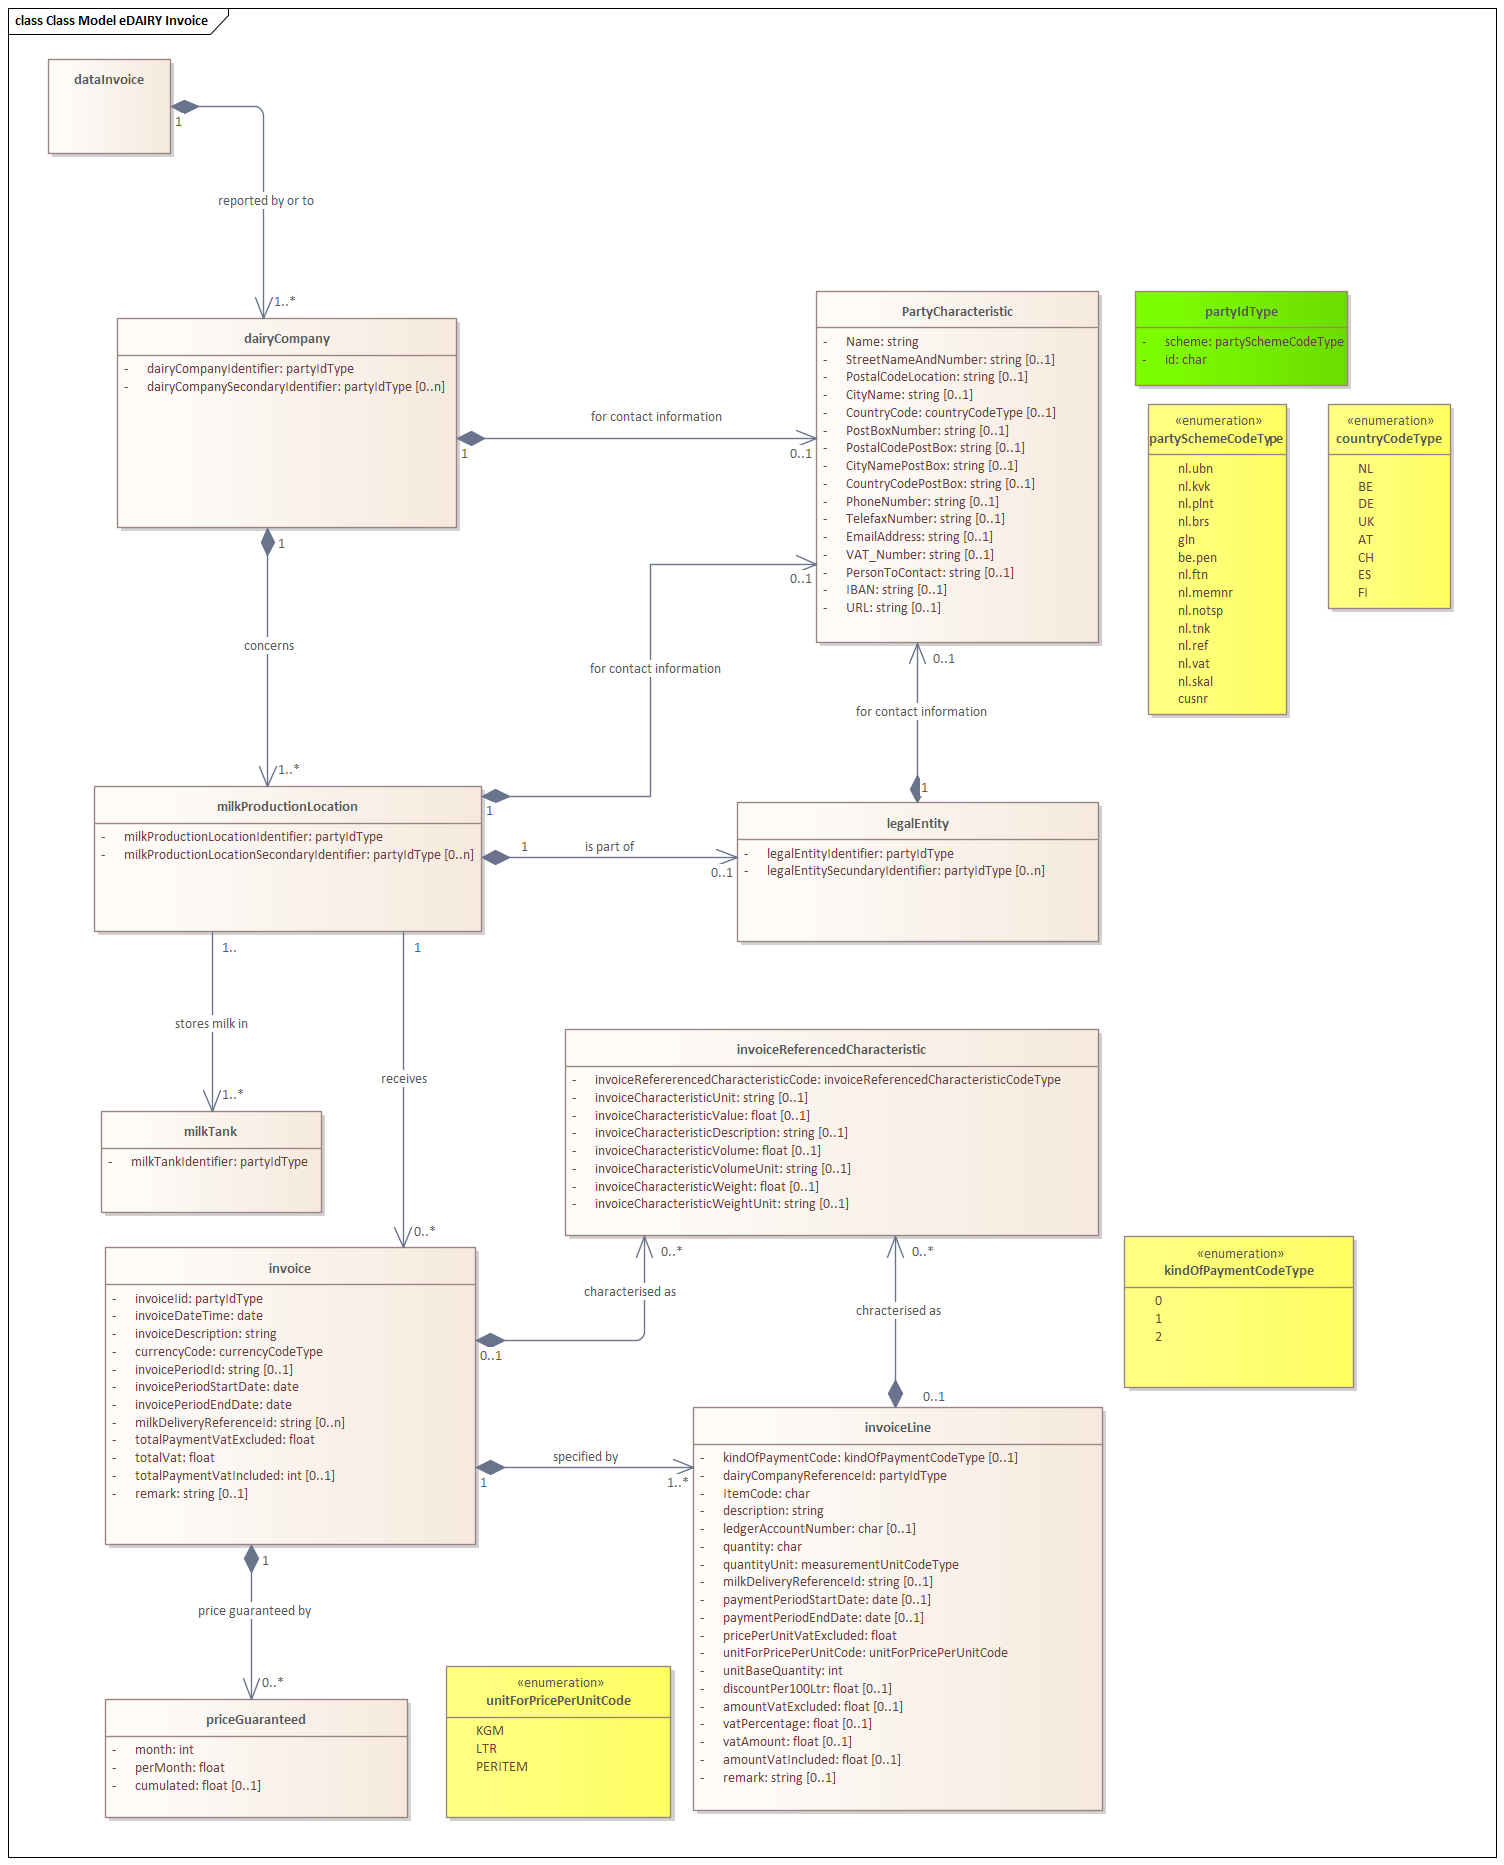 class Class Model eDAIRY Invoice
dataInvoice
1
reported by or to
1..*
dairyCompany
- dairyCompanyIdentifier: partyIdType
- dairyCompanySecondaryIdentifier: partyIdType [0..n]
1
for contact information
0..1
1
concerns
1..*
PartyCharacteristic
- Name: string
- StreetNameAndNumber: string [0..1]
- PostalCodeLocation: string [0..1]
- CityName: string [0..1]
- CountryCode: countryCodeType [0..1]
- PostBoxNumber: string [0..1]
- PostalCodePostBox: string [0..1]
- CityNamePostBox: string [0..1]
- CountryCodePostBox: string [0..1]
- PhoneNumber: string [0..1]
- TelefaxNumber: string [0..1]
- EmailAddress: string [0..1]
- VAT_Number: string [0..1]
- PersonToContact: string [0..1]
- IBAN: string [0..1]
- URL: string [0..1]
partyIdType
- scheme: partySchemeCodeType
- id: char
«enumeration»
partySchemeCodeType
nl.ubn
nl.kvk
nl.plnt
nl.brs
gln
be.pen
nl.ftn
nl.memnr
nl.notsp
nl.tnk
nl.ref
nl.vat
nl.skal
cusnr
«enumeration»
countryCodeType
NL
BE
DE
UK
AT
CH
ES
FI
0..1
for contact information
1
0..1
for contact information
1
milkProductionLocation
- milkProductionLocationIdentifier: partyIdType
- milkProductionLocationSecondaryIdentifier: partyIdType [0..n]
1
is part of
0..1
legalEntity
- legalEntityIdentifier: partyIdType
- legalEntitySecundaryIdentifier: partyIdType [0..n]
1..
stores milk in
1..*
1
receives
0..*
milkTank
- milkTankIdentifier: partyIdType
invoiceReferencedCharacteristic
- invoiceRefererencedCharacteristicCode: invoiceReferencedCharacteristicCodeType
- invoiceCharacteristicUnit: string [0..1]
- invoiceCharacteristicValue: float [0..1]
- invoiceCharacteristicDescription: string [0..1]
- invoiceCharacteristicVolume: float [0..1]
- invoiceCharacteristicVolumeUnit: string [0..1]
- invoiceCharacteristicWeight: float [0..1]
- invoiceCharacteristicWeightUnit: string [0..1]
invoice
- invoiceIid: partyIdType
- invoiceDateTime: date
- invoiceDescription: string
- currencyCode: currencyCodeType
- invoicePeriodId: string [0..1]
- invoicePeriodStartDate: date
- invoicePeriodEndDate: date
- milkDeliveryReferenceId: string [0..n]
- totalPaymentVatExcluded: float
- totalVat: float
- totalPaymentVatIncluded: int [0..1]
- remark: string [0..1]
0..*
characterised as
0..1
0..*
chracterised as
0..1
«enumeration»
kindOfPaymentCodeType
0
1
2
specified by
1
1..*
invoiceLine
- kindOfPaymentCode: kindOfPaymentCodeType [0..1]
- dairyCompanyReferenceId: partyIdType
- ItemCode: char
- description: string
- ledgerAccountNumber: char [0..1]
- quantity: char
- quantityUnit: measurementUnitCodeType
- milkDeliveryReferenceId: string [0..1]
- paymentPeriodStartDate: date [0..1]
- paymentPeriodEndDate: date [0..1]
- pricePerUnitVatExcluded: float
- unitForPricePerUnitCode: unitForPricePerUnitCode
- unitBaseQuantity: int
- discountPer100Ltr: float [0..1]
- amountVatExcluded: float [0..1]
- vatPercentage: float [0..1]
- vatAmount: float [0..1]
- amountVatIncluded: float [0..1]
- remark: string [0..1]
1
price guaranteed by
0..*
priceGuaranteed
- month: int
- perMonth: float
- cumulated: float [0..1]
«enumeration»
unitForPricePerUnitCode
KGM
LTR
PERITEM